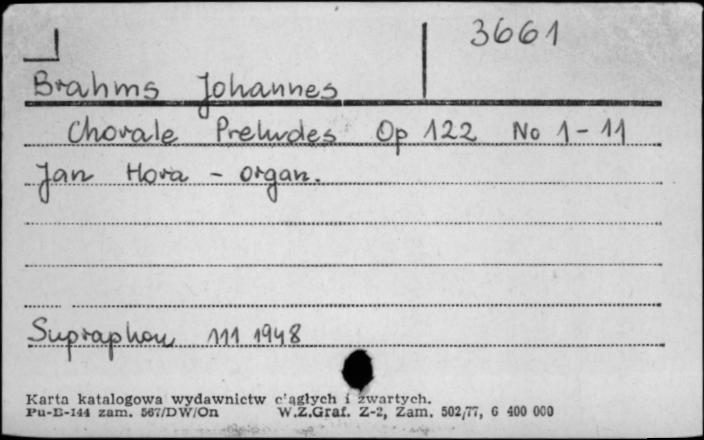 3661
Brahms Johannes
Chorale Preludes Op 122 No 1-11
Jan Hora - organ.
Supraphon 111 1948
Karta katalogowa wydawnictw c'ągłych i zwartych.
Pu-B-144 zam. 567/DW/On W.Z.Graf. Z-2, Zam. 502/77, 6 400 000